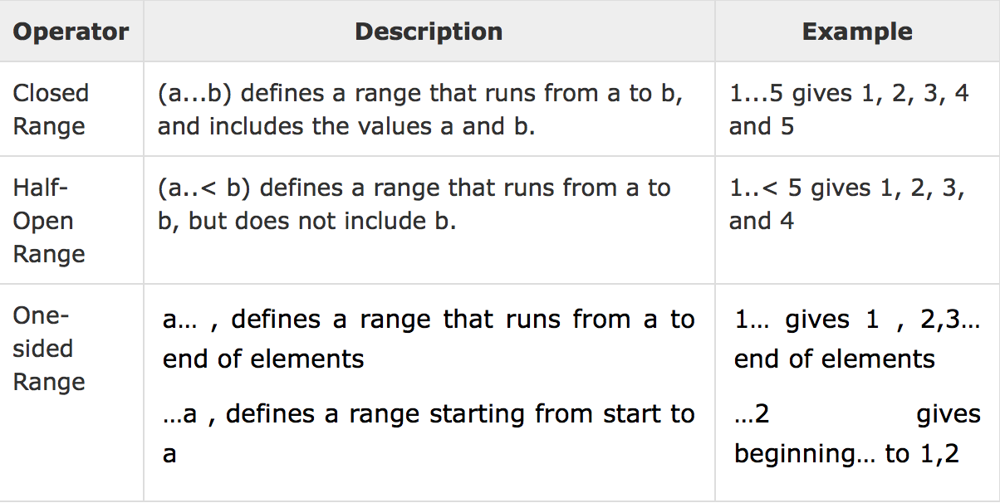 Operator Description Example
Closed
Range
(a...b) defines a range that runs from a to b,
and includes the values a and b.
1...5 gives 1, 2, 3, 4
and 5
Half-
Open
Range
(a..< b) defines a range that runs from a to
b, but does not include b.
1..< 5 gives 1, 2, 3,
and 4
One-
sided
Range
a… , defines a range that runs from a to
end of elements
…a , defines a range starting from start to
a
1… gives 1 , 2,3…
end of elements
…2 gives
beginning… to 1,2